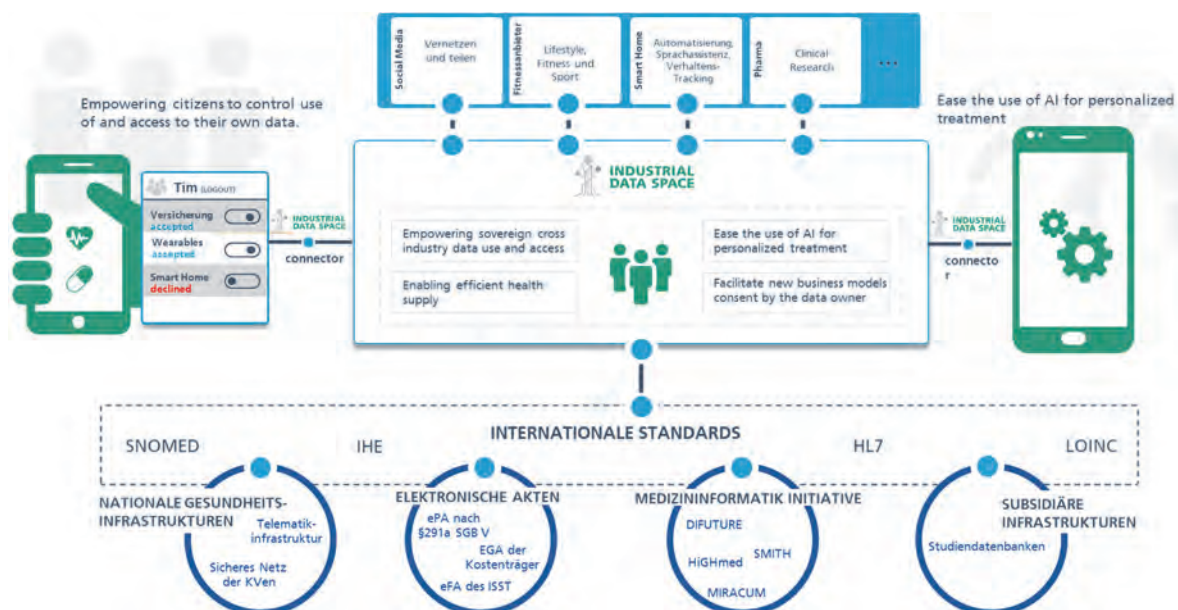 Social Media
Vernetzen
und teilen
Fitnessanbieter
Lifestyle,
Fitness und
Sport
Smart Home
Automatisierung,
Sprachassistenz,
Verhaltens-
Tracking
Pharma
Clinical
Research
...
Empowering citizens to control use
of and access to their own data.
Ease the use of AI for personalized
treatment
Tim (LOGOUT)
Versicherung
accepted
Wearables
assepted
Smart Home
declined
INDUSTRIAL
DATA SPACE
connector
INDUSTRIAL
DATA SPACE
Empowering sovereign cross
industry data use and access
Enabling efficient health
supply
Ease the use of AI for
personalized treatment
Facilitate new business models
consent by the data owner
INDUSTRIAL
DATA SPACE
connecto
r
INTERNATIONALE STANDARDS
SNOMED
IHE
HL7
LOINC
NATIONALE GESUNDHEITS-
INFRASTRUKTUREN
Telematik-
infrastruktur
Sicheres Netz
der KVen
ELEKTRONISCHE AKTEN
ePA nach
§291a SGB V
EGA der
Kostenträger
eFA des ISST
MEDIZININFORMATIK INITIATIVE
DIFUTURE
SMITH
HiGHmed
MIRACUM
SUBSIDIÄRE
INFRASTRUKTUREN
Studiendatenbanken